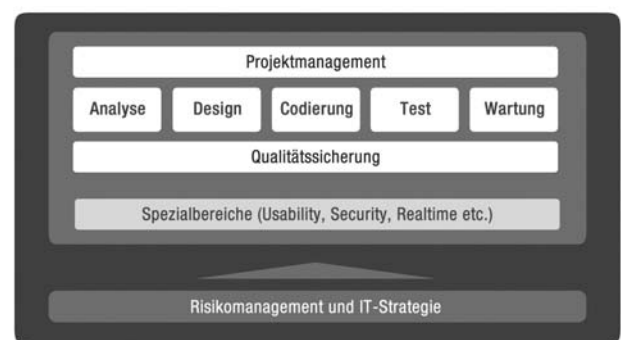 Projektmanagement
Analyse Design Codierung Test Wartung
Qualitätssicherung
Spezialbereiche (Usability, Security, Realtime etc.)
Risikomanagement und IT-Strategie